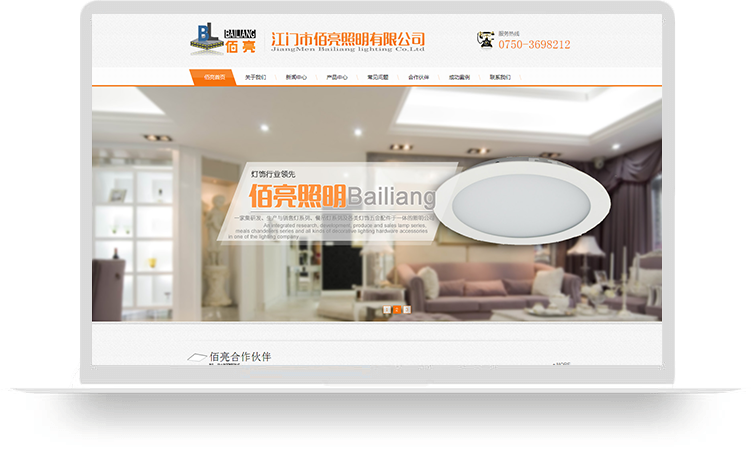 BL
BAILIANG
佰亮
江门市佰亮照明有限公司
JiangMen Bailiang lighting Co,Ltd
服务热线
0750-3698212
佰亮首页 关于我们 新闻中心 产品中心 常见问题 合作伙伴 成功案例 联系我们
灯饰行业领先
佰亮照明Bailiang
一家集研发、生产与销售灯系列、餐吊灯系列及各类灯饰五金配件于一体的照明公司
An integrated research, development, produce and sales lamp series,
meals chandeliers series and all kinds of decorative lighting hardware accessories
in one of the lighting company
佰亮合作伙伴